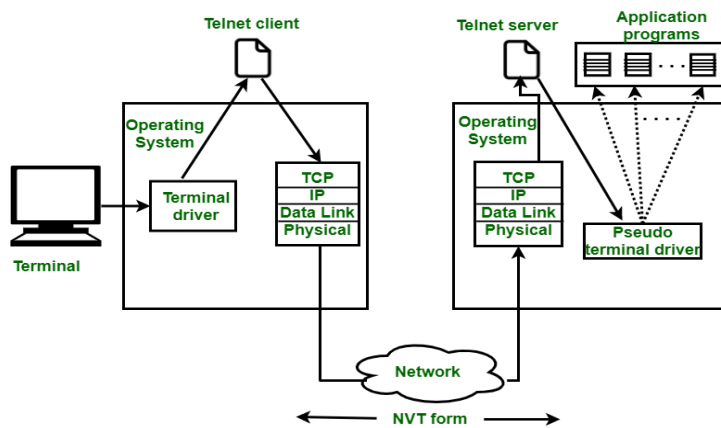 Telnet client
Telnet server
Application
programs
Operating
System
Terminal
driver
TCP
IP
Data Link
Physical
Terminal
Operating
System
TCP
IP
Data Link
Physical
Pseudo
terminal driver
Network
NVT form